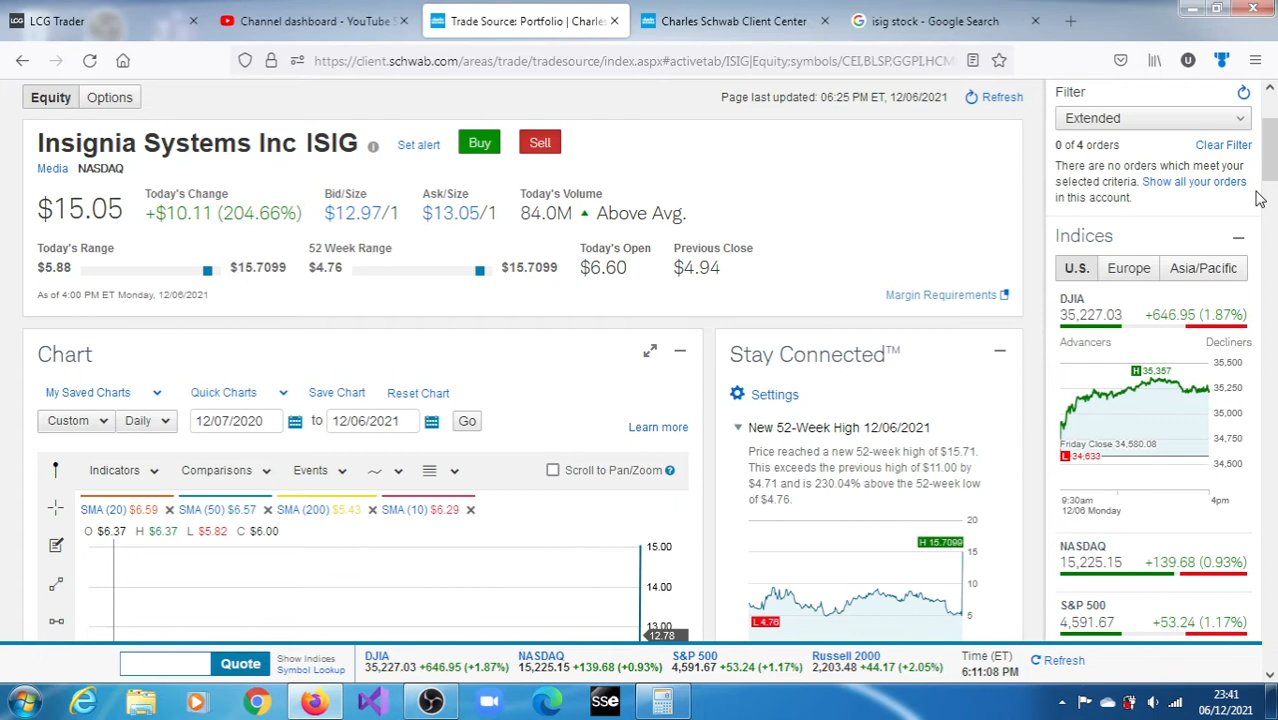 LCG Trader
Channel dashboard - YouTube S
Trade Source: Portfolio | Charles
Charles Schwab Client Center
isig stock - Google Search
https://client.schwab.com/areas/trade/tradesource/index.aspx#activetab/ISIG|Equity:symbols/CEI,BLSP,GGPI,HCM
Equity
Options
Page last updated: 06:25 PM ET, 12/06/2021
Refresh
Insignia Systems Inc ISIG
Set alert
Buy
Sell
Media NASDAQ
Today's Change
Bid/Size
Ask/Size
Today's Volume
$15.05
+$10.11 (204.66%)
$12.97/1
$13.05/1
84.0M ▲ Above Avg.
Today's Range
52 Week Range
Today's Open
Previous Close
$5.88
$15.7099
$4.76
$15.7099
$6.60
$4.94
As of 4:00 PM ET Monday, 12/06/2021
Margin Requirements
Chart
My Saved Charts
Quick Charts
Save Chart
Reset Chart
Custom
Daily
12/07/2020
to
12/06/2021
Go
Learn more
Indicators
Comparisons
Events
Scroll to Pan/Zoom
SMA (20) $6.59
SMA (50) $6.57
SMA (200) $5.43
SMA (10) $6.29
O $6.37 H $6.37 L $5.82 C $6.00
15.00
14.00
13.00
12.78
Stay Connected™
Settings
New 52-Week High 12/06/2021
Price reached a new 52-week high of $15.71.
This exceeds the previous high of $11.00 by
$4.71 and is 230.04% above the 52-week low
of $4.76.
20
H 15.7099
15
10
5
L 4.76
Filter
Extended
0 of 4 orders
Clear Filter
There are no orders which meet your
selected criteria. Show all your orders
in this account.
Indices
U.S.
Europe
Asia/Pacific
DJIA
35,227.03
+646.95 (1.87%)
Advancers
Decliners
H 35,357
35,500
35,250
35,000
34,750
34,500
Friday Close 34,580.08
L 34,633
9:30am
4pm
12/06 Monday
NASDAQ
15,225.15
+139.68 (0.93%)
S&P 500
4,591.67
+53.24 (1.17%)
Quote
Show Indices
Symbol Lookup
DJIA
35,227.03 +646.95 (+1.87%)
NASDAQ
15,225.15 +139.68 (+0.93%)
S&P 500
4,591.67 +53.24 (+1.17%)
Russell 2000
2,203.48 +44.17 (+2.05%)
Time (ET)
6:11:08 PM
Refresh
SSE
23:41
06/12/2021